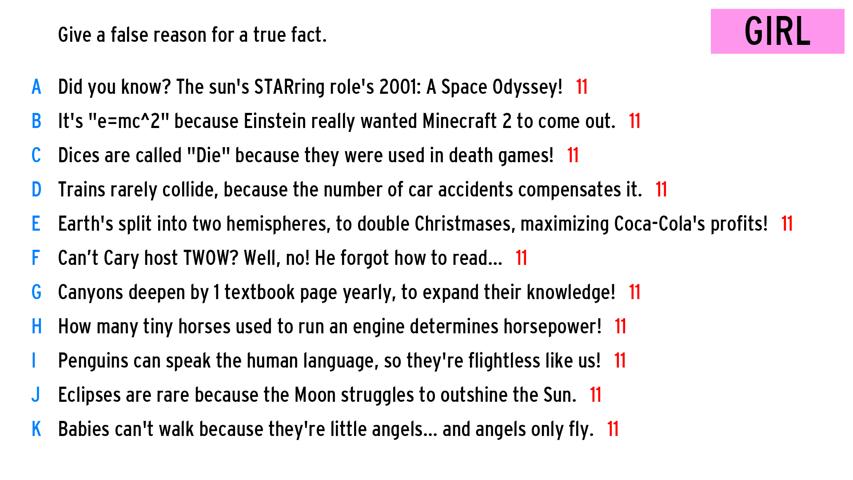 Give a false reason for a true fact.
GIRL
A Did you know? The sun's STARring role's 2001: A Space Odyssey! 11
B It's "e=mc^2" because Einstein really wanted Minecraft 2 to come out. 11
C Dices are called "Die" because they were used in death games! 11
D Trains rarely collide, because the number of car accidents compensates it. 11
E Earth's split into two hemispheres, to double Christmases, maximizing Coca-Cola's profits! 11
F Can’t Cary host TWOW? Well, no! He forgot how to read... 11
G Canyons deepen by 1 textbook page yearly, to expand their knowledge! 11
H How many tiny horses used to run an engine determines horsepower! 11
I Penguins can speak the human language, so they're flightless like us! 11
J Eclipses are rare because the Moon struggles to outshine the Sun. 11
K Babies can't walk because they're little angels... and angels only fly. 11